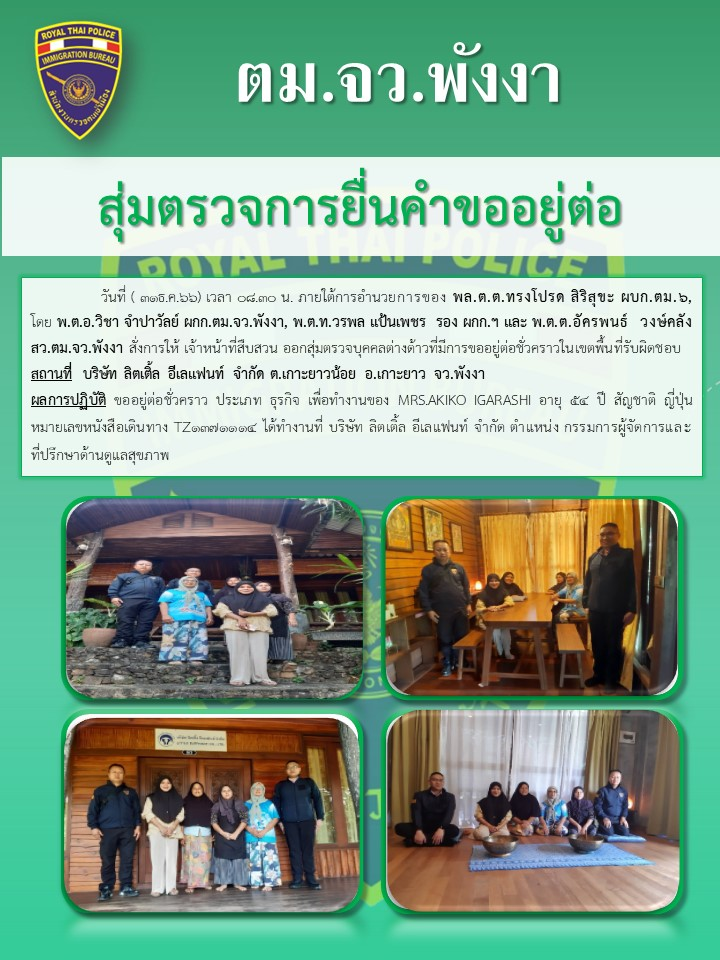 ROYAL THAI POLICE
IMMIGRATION BUREAU
สำนักงานตรวจคนเข้าเมือง
ตม.จว.พังงา
สุ่มตรวจการยื่นคำขออยู่ต่อ
ROYAL THAI POLICE
วันที่ ( ๓๑ธ.ค.๖๖) เวลา ๐๘.๓๐ น. ภายใต้การอำนวยการของ พล.ต.ต.ทรงโปรด สิริสุขะ ผบก.ตม.๖,
โดย พ.ต.อ.วิชา จำปาวัลย์ ผกก.ตม.จว.พังงา, พ.ต.ท.วรพล แป้นเพชร รอง ผกก.ฯ และ พ.ต.ต.อัครพนธ์ วงษ์คลัง
สว.ตม.จว.พังงา สั่งการให้ เจ้าหน้าที่สืบสวน ออกสุ่มตรวจบุคคลต่างด้าวที่มีการขออยู่ต่อชั่วคราวในเขตพื้นที่รับผิดชอบ
สถานที่ บริษัท ลิตเติ้ล อีเลแฟนท์ จำกัด ต.เกาะยาวน้อย อ.เกาะยาว จว.พังงา
ผลการปฏิบัติ ขออยู่ต่อชั่วคราว ประเภท ธุรกิจ เพื่อทำงานของ MRS.AKIKO IGARASHI อายุ ๕๔ ปี สัญชาติ ญี่ปุ่น
หมายเลขหนังสือเดินทาง TZ๑๓๗๑๑๑๔ ได้ทำงานที่ บริษัท ลิตเติ้ล อีเลแฟนท์ จำกัด ตำแหน่ง กรรมการผู้จัดการและ
ที่ปรึกษาด้านดูแลสุขภาพ